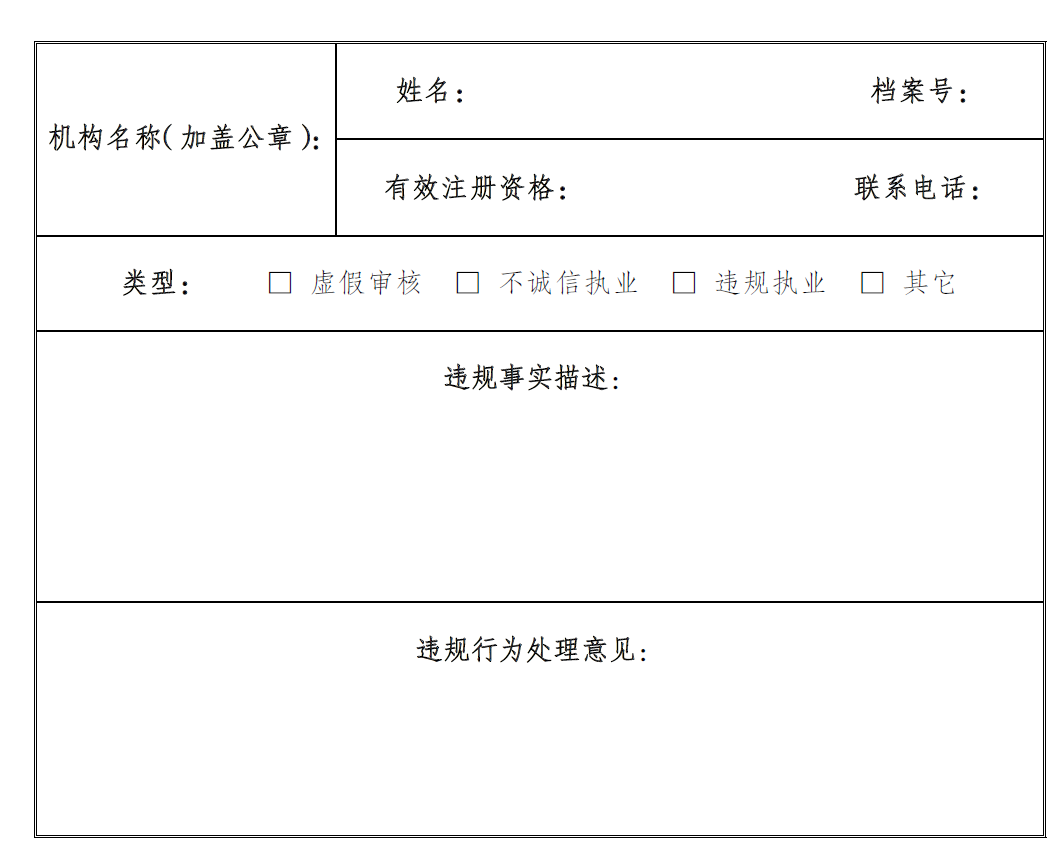 机构名称(加盖公章):
姓名: 档案号:
有效注册资格: 联系电话:
类型: □ 虚假审核 □ 不诚信执业 □ 违规执业 □ 其它
违规事实描述:
违规行为处理意见: